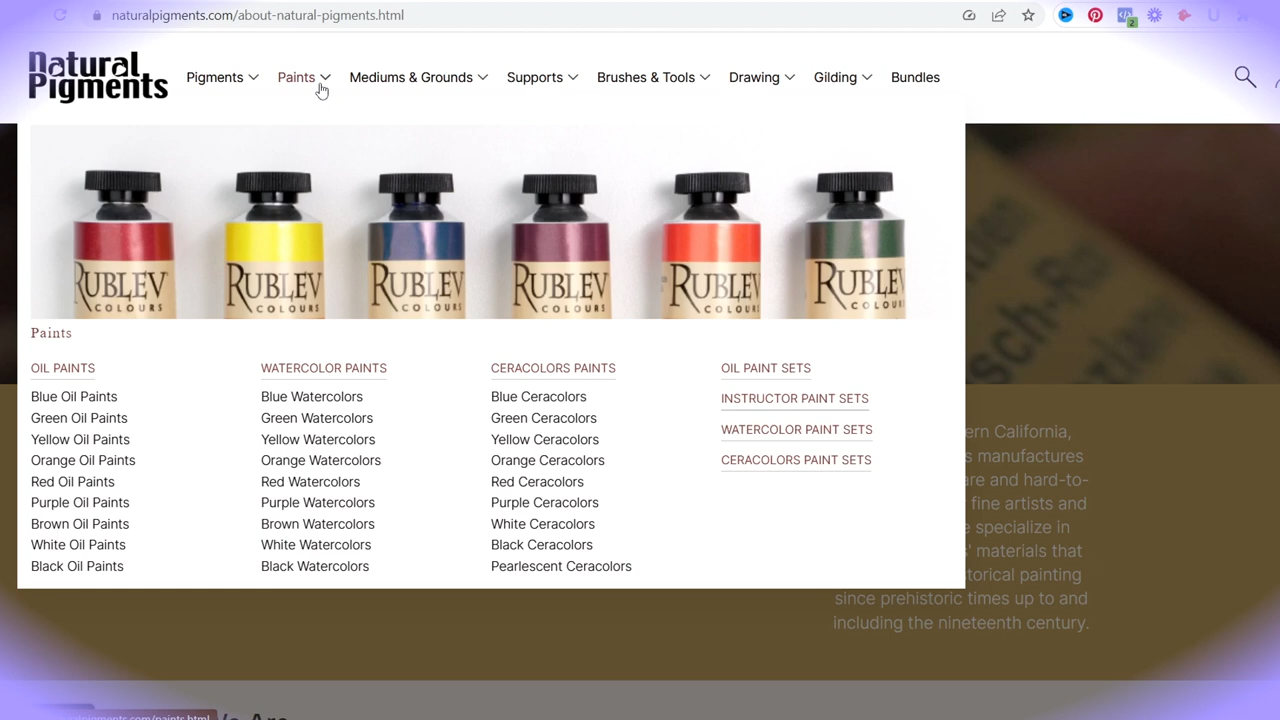 naturalpigments.com/about-natural-pigments.html
2
Natural
Pigments
Pigments Paints Mediums & Grounds Supports Brushes & Tools Drawing Gilding Bundles
RUBLEV RUBLEV RUBLEV RUBLEV RUBLEV RUBLEV
COLOURS COLOURS COLOURS COLOURS COLOURS COLOURS
Paints
OIL PAINTS
Blue Oil Paints
Green Oil Paints
Yellow Oil Paints
Orange Oil Paints
Red Oil Paints
Purple Oil Paints
Brown Oil Paints
White Oil Paints
Black Oil Paints
WATERCOLOR PAINTS
Blue Watercolors
Green Watercolors
Yellow Watercolors
Orange Watercolors
Red Watercolors
Purple Watercolors
Brown Watercolors
White Watercolors
Black Watercolors
CERACOLORS PAINTS
Blue Ceracolors
Green Ceracolors
Yellow Ceracolors
Orange Ceracolors
Red Ceracolors
Purple Ceracolors
White Ceracolors
Black Ceracolors
Pearlescent Ceracolors
OIL PAINT SETS
INSTRUCTOR PAINT SETS
WATERCOLOR PAINT SETS
CERACOLORS PAINT SETS
ern California,
s manufactures
are and hard-to-
fine artists and
e specialize in
s' materials that
torical painting
since prehistoric times up to and
including the nineteenth century.